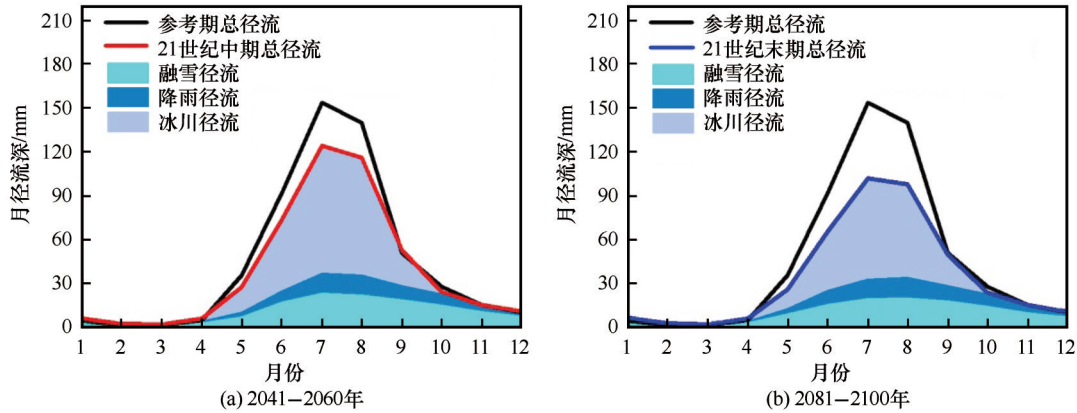 210
180
150
120
90
60
30
0
月径流深/mm
参考期总径流
21世纪中期总径流
融雪径流
降雨径流
冰川径流
1 2 3 4 5 6 7 8 9 10 11 12
月份
(a) 2041−2060年
210
180
150
120
90
60
30
0
月径流深/mm
参考期总径流
21世纪末期总径流
融雪径流
降雨径流
冰川径流
1 2 3 4 5 6 7 8 9 10 11 12
月份
(b) 2081−2100年